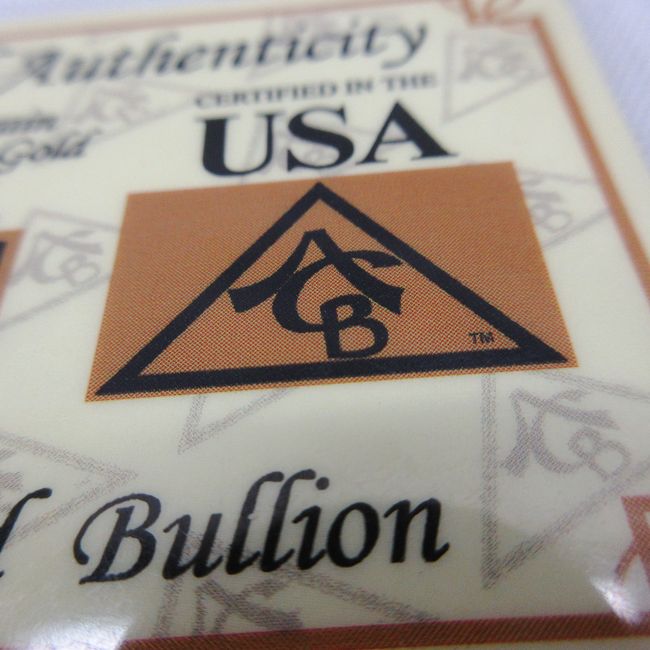 Authenticity
CERTIFIED IN THE
Gold
USA
ACB
TM
Bullion